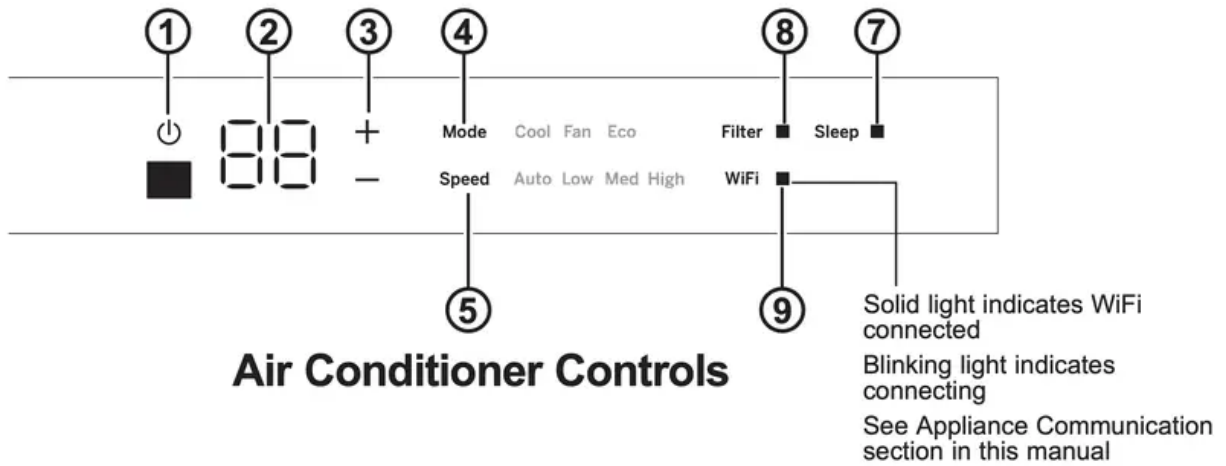 1 2 3 4 8 7
88 + Mode Cool Fan Eco Filter Sleep
− Speed Auto Low Med High WiFi
5 9
Solid light indicates WiFi
connected
Blinking light indicates
connecting
See Appliance Communication
section in this manual
Air Conditioner Controls